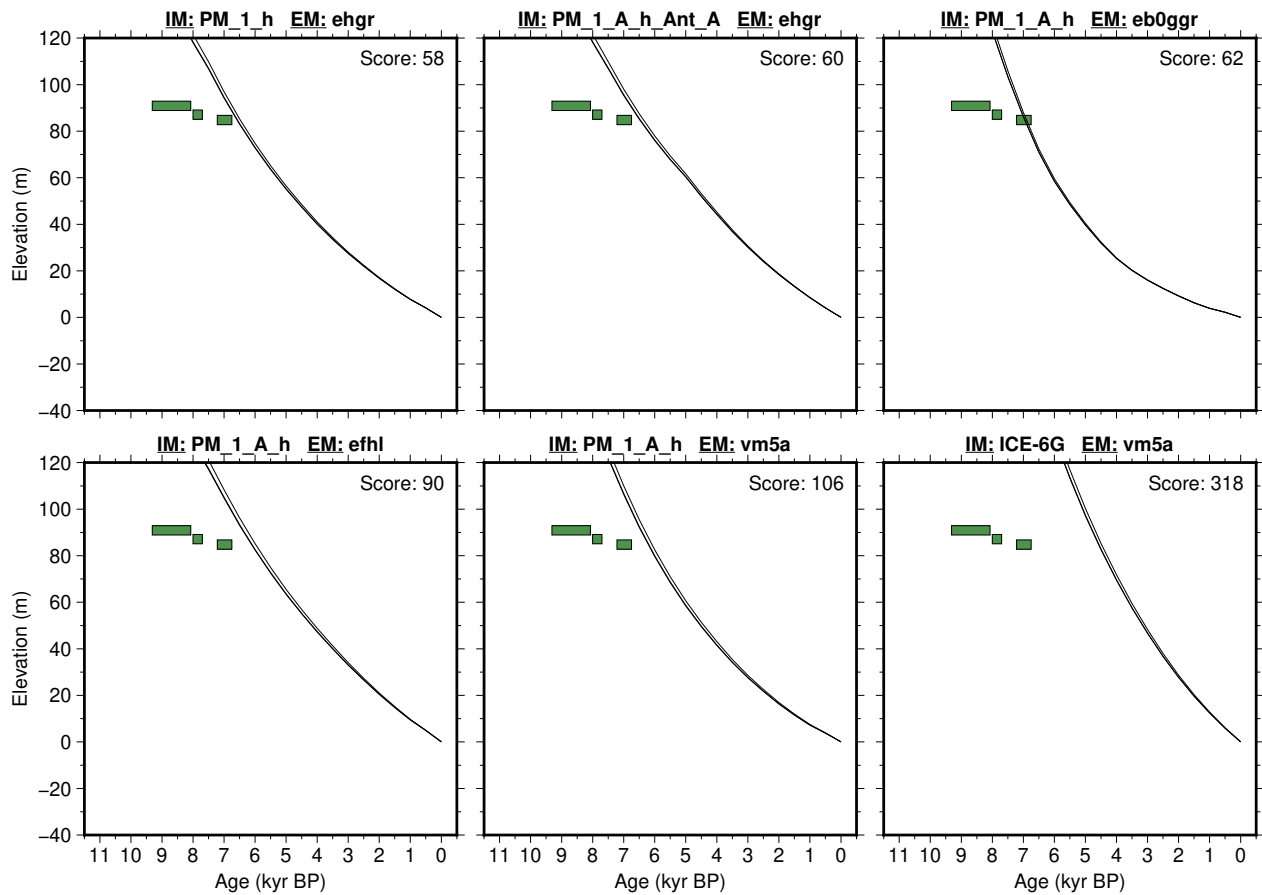 IM: PM_1_h EM: ehgr
IM: PM_1_A_h_Ant_A EM: ehgr
IM: PM_1_A_h EM: eb0ggr
Score: 58
Score: 60
Score: 62
120
100
80
60
40
20
0
−20
−40
Elevation (m)
IM: PM_1_A_h EM: efhl
IM: PM_1_A_h EM: vm5a
IM: ICE-6G EM: vm5a
Score: 90
Score: 106
Score: 318
120
100
80
60
40
20
0
−20
−40
Elevation (m)
11 10 9 8 7 6 5 4 3 2 1 0
11 10 9 8 7 6 5 4 3 2 1 0
11 10 9 8 7 6 5 4 3 2 1 0
Age (kyr BP)
Age (kyr BP)
Age (kyr BP)